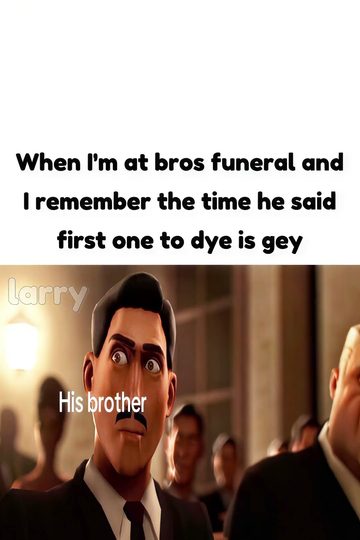 When I’m at bros funeral and
I remember the time he said
first one to dye is gey
larry
His brother